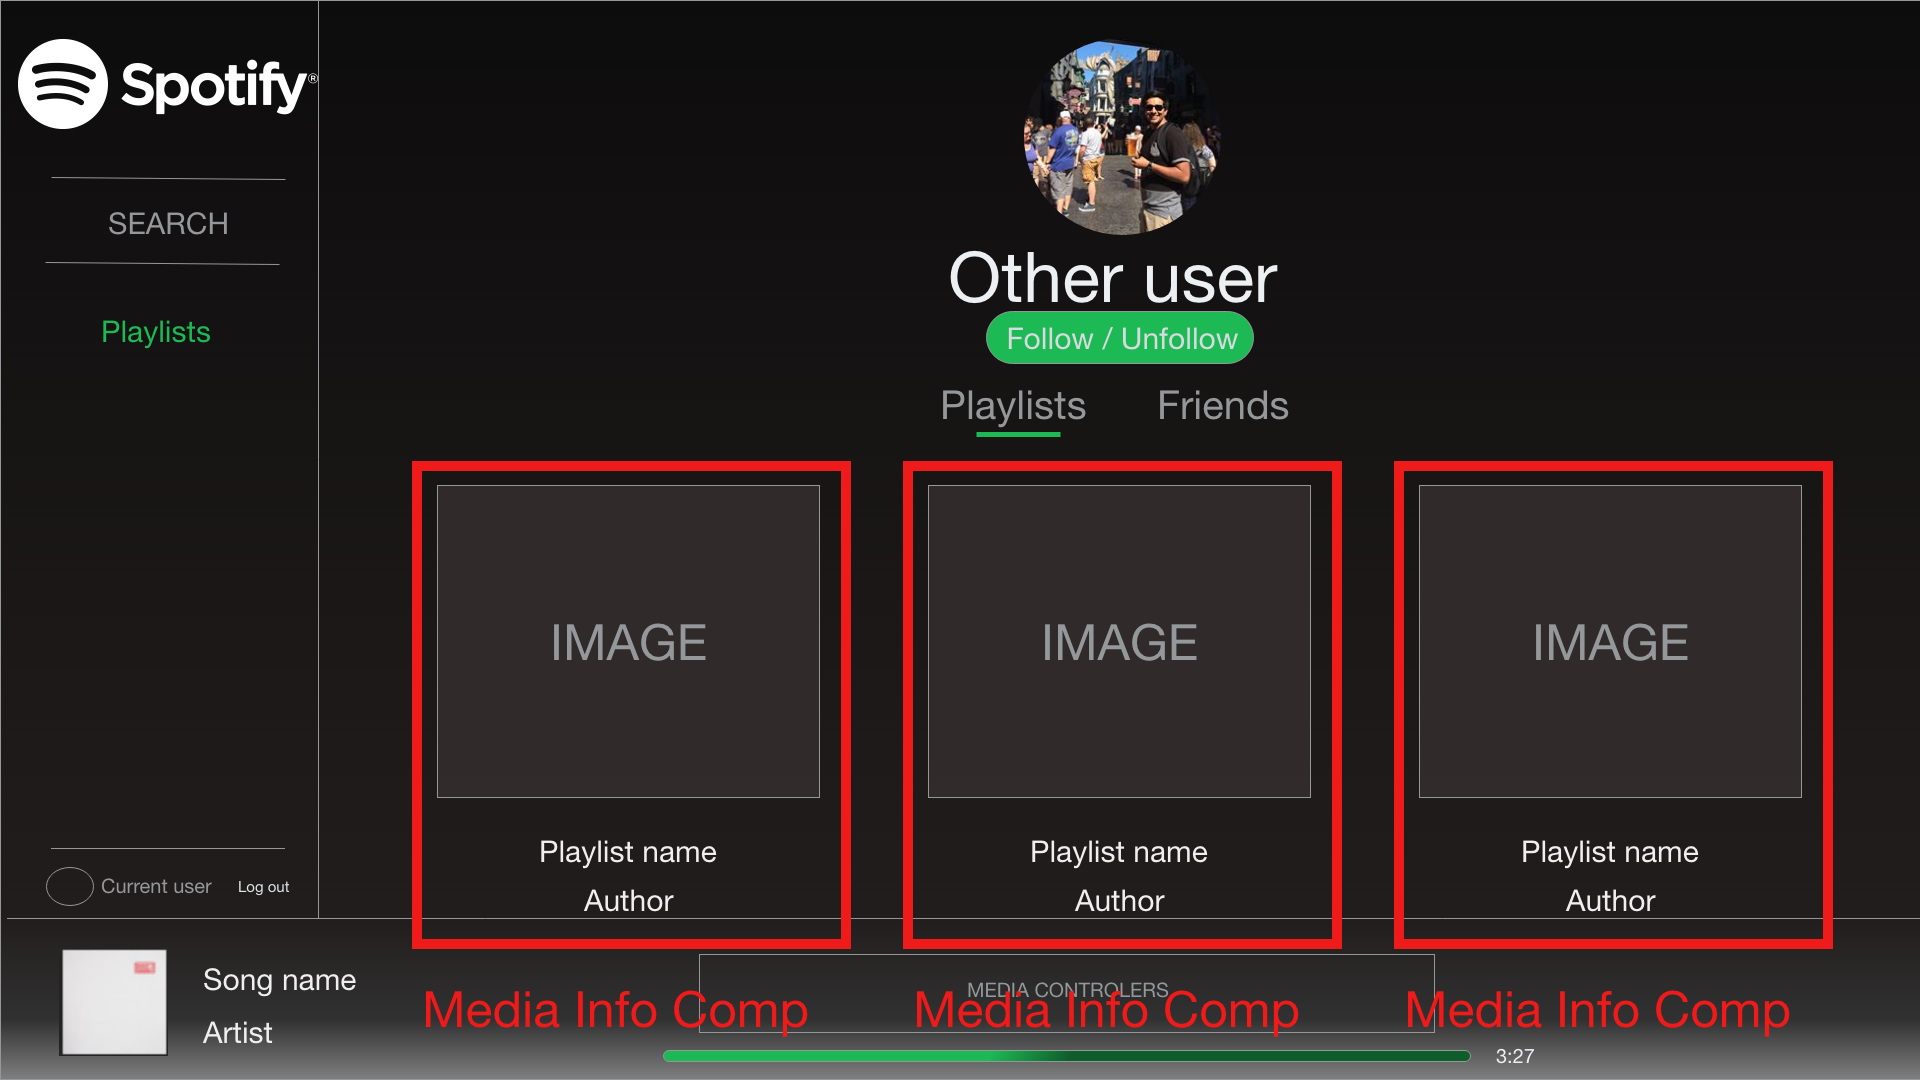 Spotify®
SEARCH
Playlists
Current user
Log out
Other user
Follow / Unfollow
Playlists
Friends
IMAGE
Playlist name
Author
IMAGE
Playlist name
Author
IMAGE
Playlist name
Author
Song name
Artist
MEDIA CONTROLERS
Media Info Comp
Media Info Comp
Media Info Comp
3:27